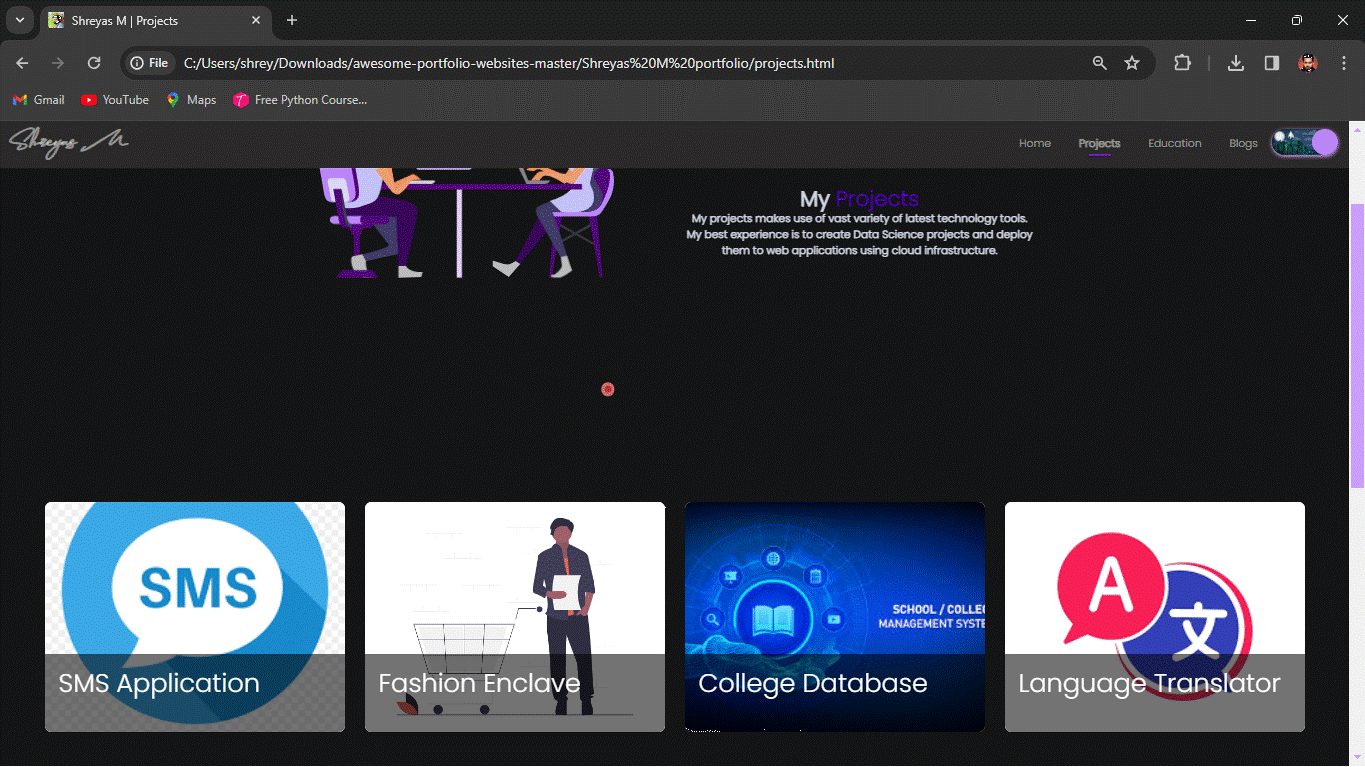 Shreyas M | Projects
File
C:/Users/shrey/Downloads/awesome-portfolio-websites-master/Shreyas%20M%20portfolio/projects.html
Gmail
YouTube
Maps
Free Python Course...
Shreyas M
Home
Projects
Education
Blogs
My Projects
My projects makes use of vast variety of latest technology tools.
My best experience is to create Data Science projects and deploy
them to web applications using cloud infrastructure.
SMS
SMS Application
Fashion Enclave
SCHOOL / COLLEG
MANAGEMENT SYSTE
College Database
A
文
Language Translator